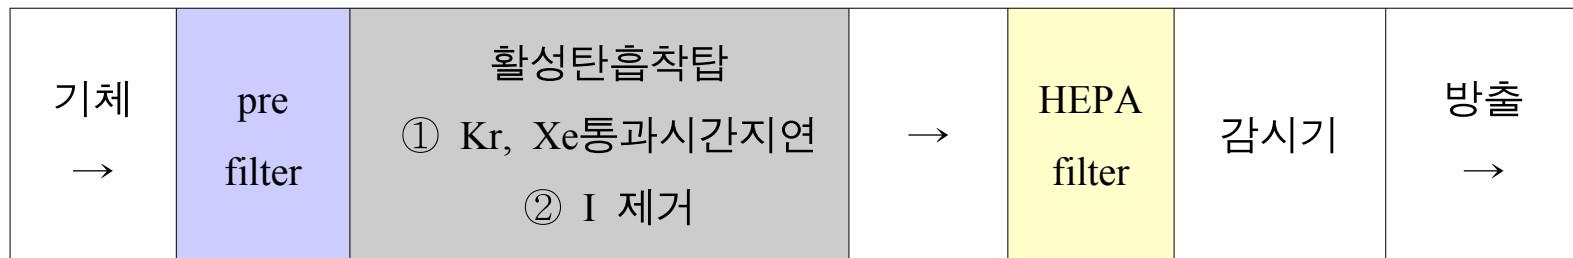 기체
→
pre
filter
활성탄흡착탑
① Kr, Xe통과시간지연
② I 제거
→
HEPA
filter
감시기
방출
→